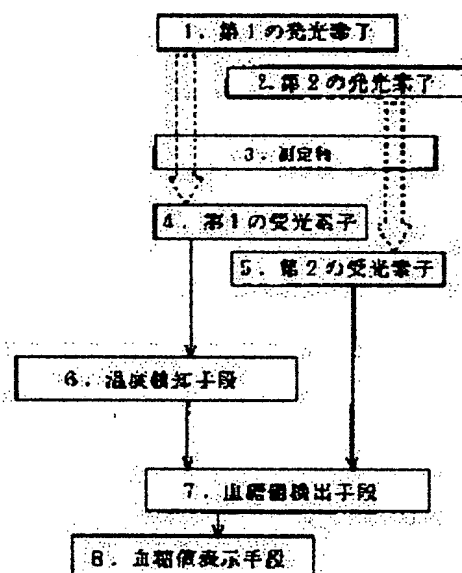 1. 第1の発光素子
2. 第2の発光素子
3. 測定物
4. 第1の受光素子
5. 第2の受光素子
6. 温度検知手段
7. 血糖値検出手段
8. 血糖値表示手段